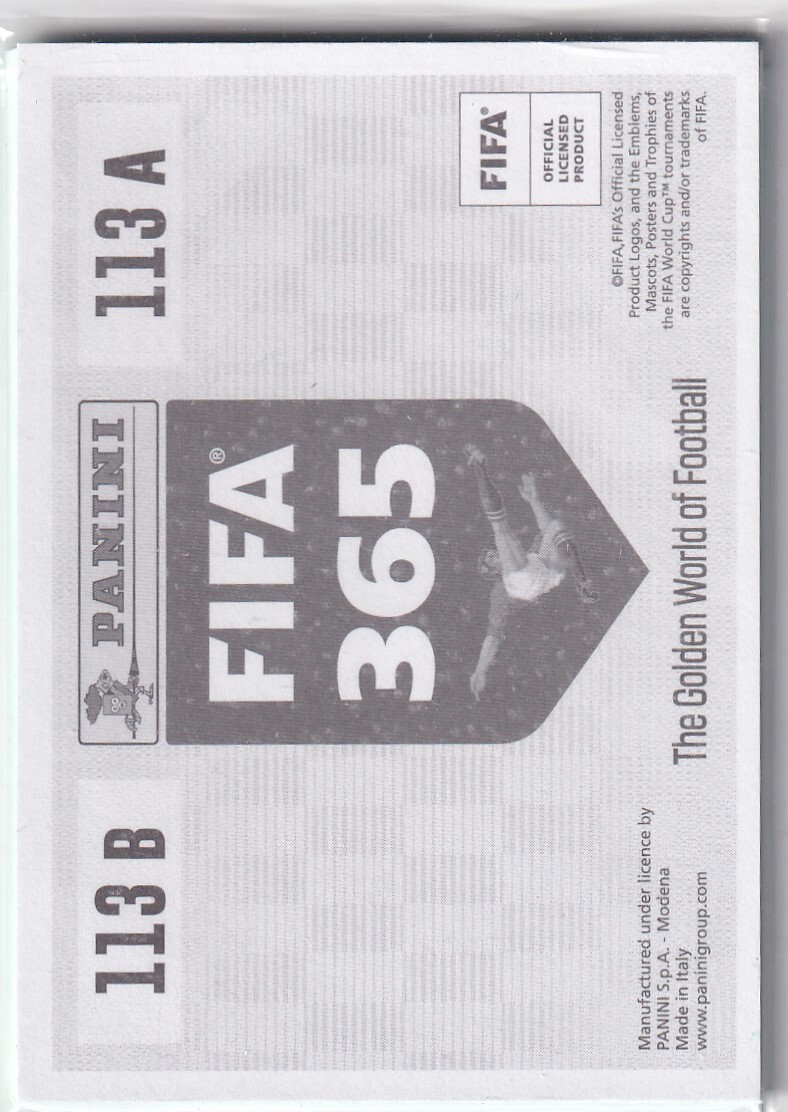 113 B
113 A
PANINI
FIFA®
365
FIFA®
OFFICIAL
LICENSED
PRODUCT
©FIFA,FIFA's Official Licensed
Product Logos, and the Emblems,
Mascots, Posters and Trophies of
the FIFA World Cup™ tournaments
are copyrights and/or trademarks
of FIFA.
Manufactured under licence by
PANINI S.p.A. - Modena
Made in Italy
www.paninigroup.com
The Golden World of Football